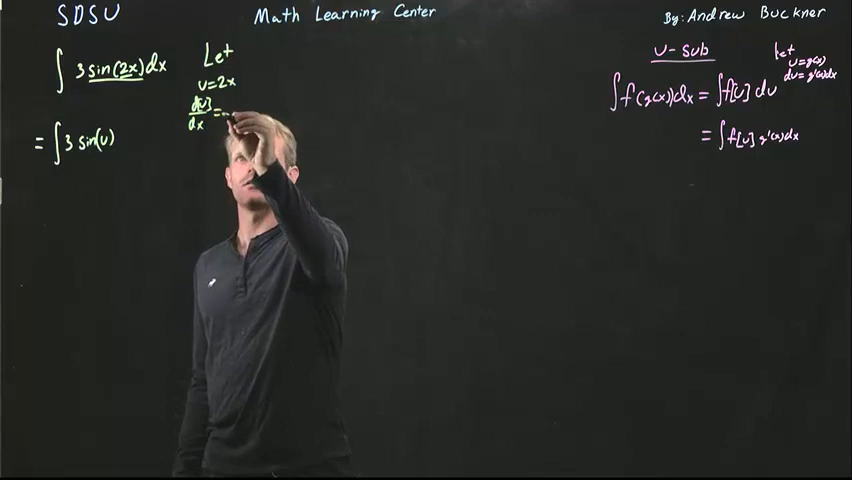 SDSU
Math Learning Center
By: Andrew Buckner
∫ 3 sin(2x) dx
Let
u = 2x
d[u]/dx =
= ∫ 3 sin(u)
u-sub
let
u = g(x)
du = g'(x)dx
∫ f(g(x))dx = ∫ f[u] du
= ∫ f[u] g'(x)dx